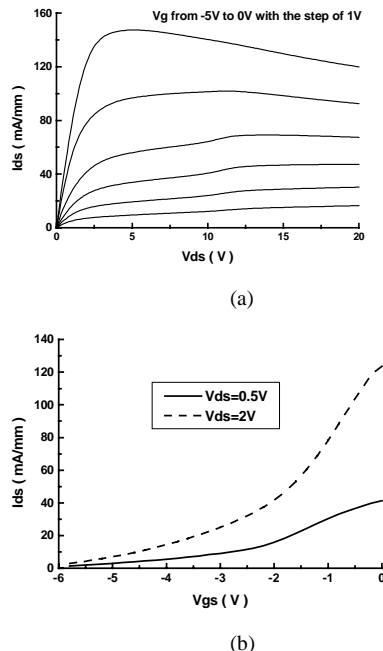 Vg from -5V to 0V with the step of 1V
160
120
80
40
0
Ids ( mA/mm )
0 5 10 15 20
Vds ( V )
(a)
140
120
100
80
60
40
20
0
Ids ( mA/mm )
Vds=0.5V
Vds=2V
-6 -5 -4 -3 -2 -1 0
Vgs ( V )
(b)